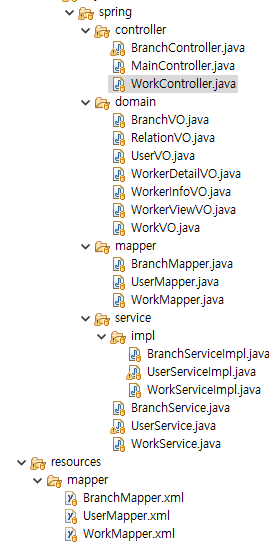 spring
controller
BranchController.java
MainController.java
WorkController.java
domain
BranchVO.java
RelationVO.java
UserVO.java
WorkerDetailVO.java
WorkerInfoVO.java
WorkerViewVO.java
WorkVO.java
mapper
BranchMapper.java
UserMapper.java
WorkMapper.java
service
impl
BranchServiceImpl.java
UserServiceImpl.java
WorkServiceImpl.java
BranchService.java
UserService.java
WorkService.java
resources
mapper
BranchMapper.xml
UserMapper.xml
WorkMapper.xml